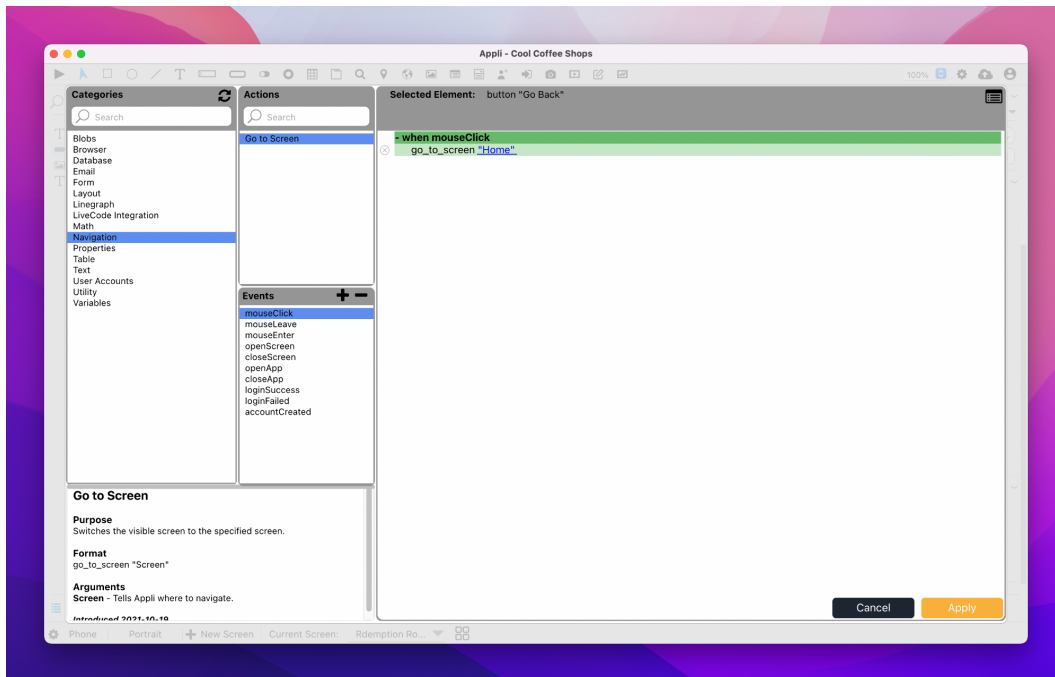 Appli - Cool Coffee Shops
T
100%
Categories
Search
Blobs
Browser
Database
Email
Form
Layout
Linegraph
LiveCode Integration
Math
Navigation
Properties
Table
Text
User Accounts
Utility
Variables
Actions
Search
Go to Screen
Events
mouseClick
mouseLeave
mouseEnter
openScreen
closeScreen
openApp
closeApp
loginSuccess
loginFailed
accountCreated
Selected Element: button "Go Back"
- when mouseClick
go_to_screen "Home"
Go to Screen
Purpose
Switches the visible screen to the specified screen.
Format
go_to_screen "Screen"
Arguments
Screen - Tells Appli where to navigate.
Introduced 2021-10-19
Cancel
Apply
Phone Portrait New Screen Current Screen: Rdemption Ro...
T
T